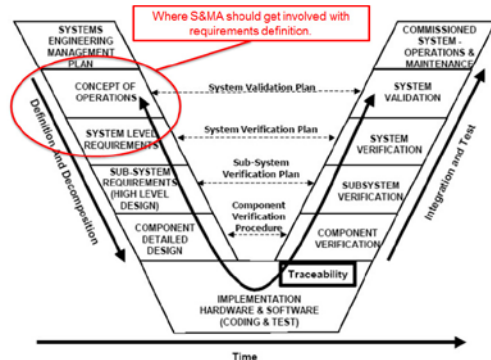 Where S&MA should get involved with
requirements definition.
SYSTEMS
ENGINEERING
MANAGEMENT
PLAN
COMMISSIONED
SYSTEM -
OPERATIONS &
MAINTENANCE
CONCEPT OF
OPERATIONS
System Validation Plan
SYSTEM
VALIDATION
SYSTEM LEVEL
REQUIREMENTS
System Verification Plan
SYSTEM
VERIFICATION
SUB-SYSTEM
REQUIREMENTS
(HIGH LEVEL
DESIGN)
Sub-System
Verification Plan
SUBSYSTEM
VERIFICATION
COMPONENT
DETAILED
DESIGN
Component
Verification
Procedure
COMPONENT
VERIFICATION
Definition And Decomposition
Integration and Test
Traceability
IMPLEMENTATION
HARDWARE & SOFTWARE
(CODING & TEST)
Time